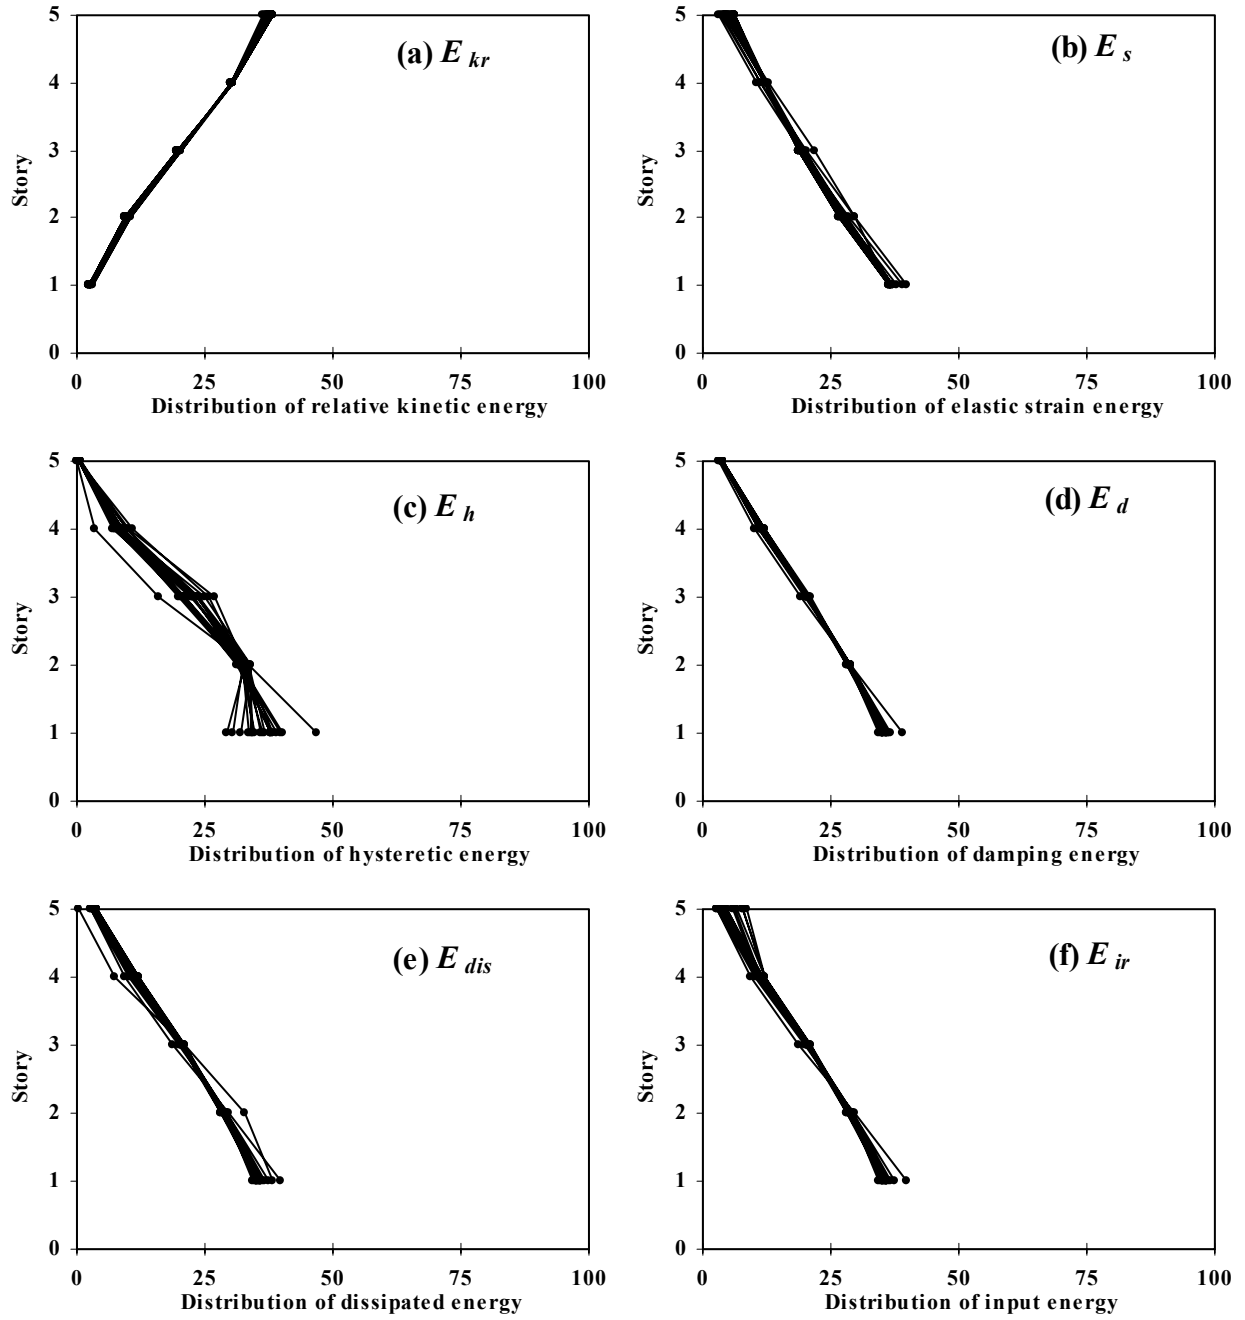 5
4
3
2
1
0
Story
(a) E kr
0 25 50 75 100
Distribution of relative kinetic energy
5
4
3
2
1
0
Story
(b) E s
0 25 50 75 100
Distribution of elastic strain energy
5
4
3
2
1
0
Story
(c) E h
0 25 50 75 100
Distribution of hysteretic energy
5
4
3
2
1
0
Story
(d) E d
0 25 50 75 100
Distribution of damping energy
5
4
3
2
1
0
Story
(e) E dis
0 25 50 75 100
Distribution of dissipated energy
5
4
3
2
1
0
Story
(f) E ir
0 25 50 75 100
Distribution of input energy